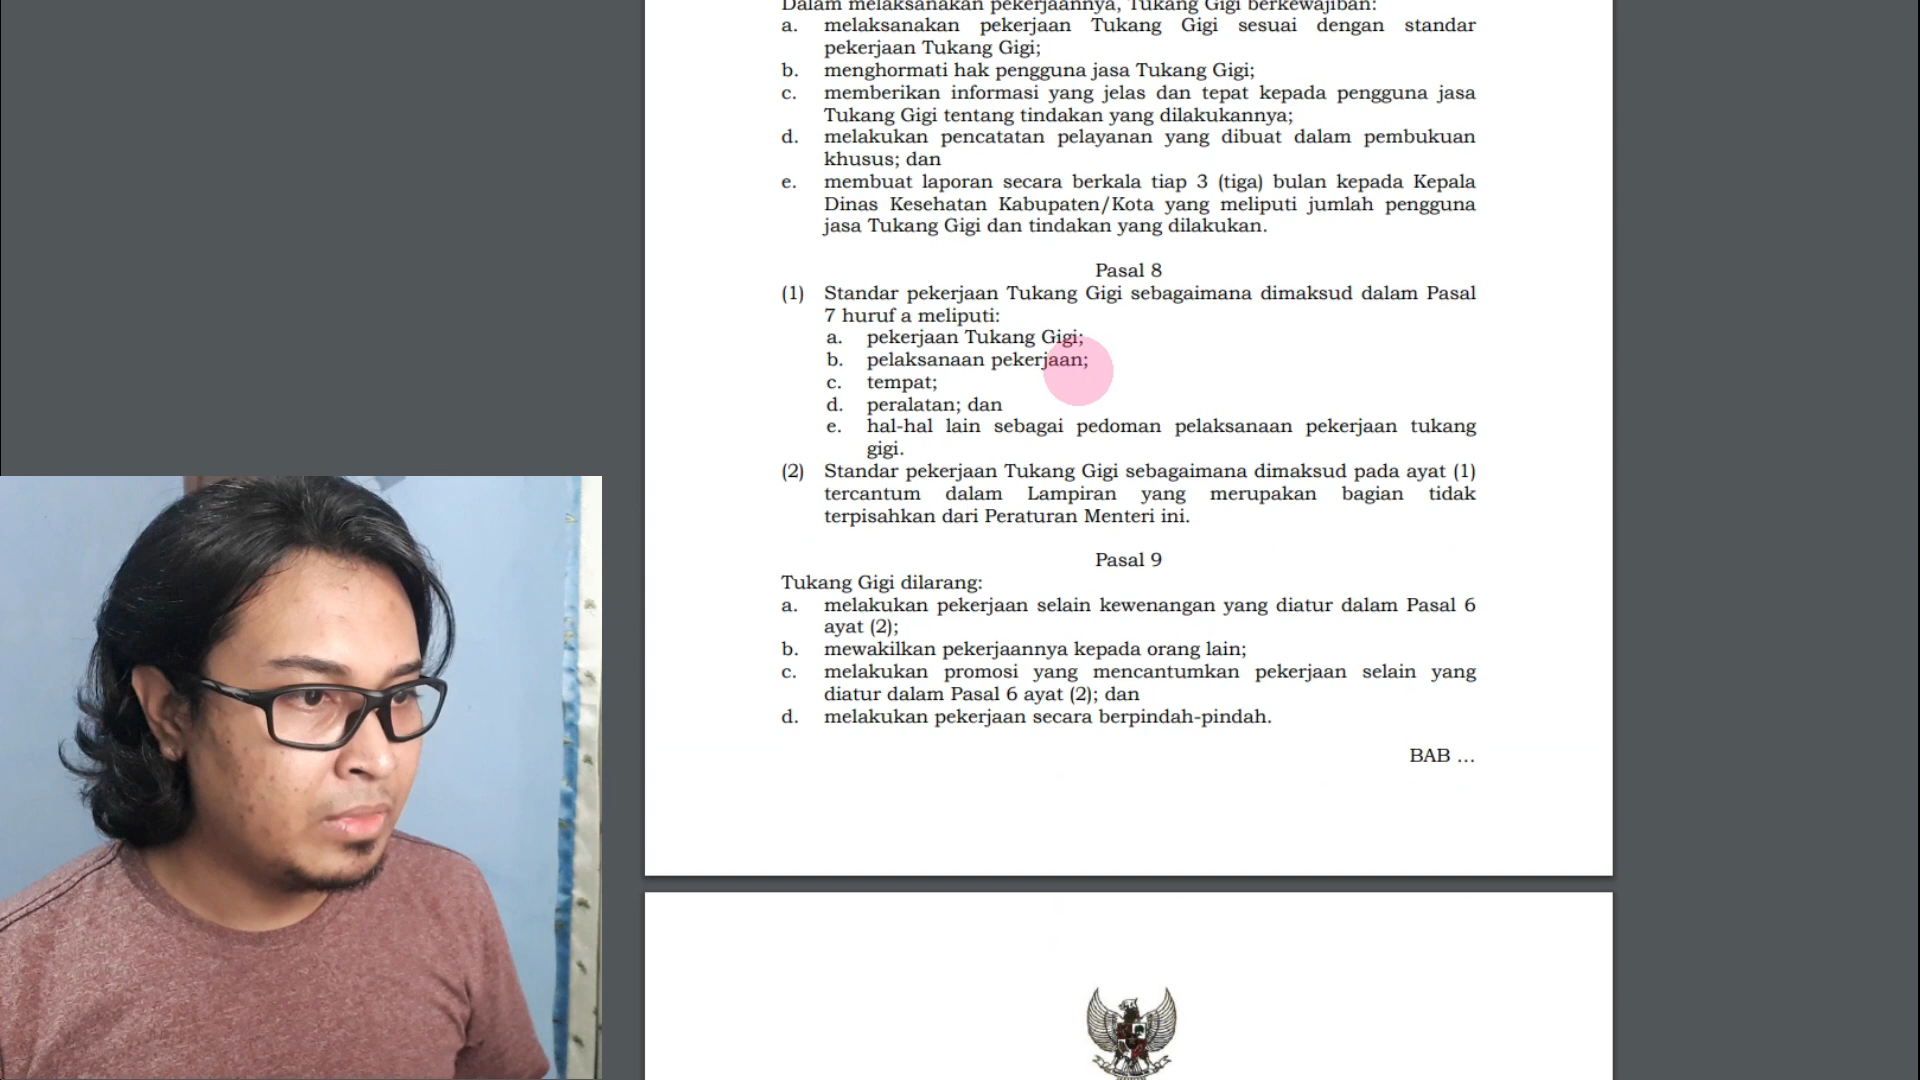 Dalam melaksanakan pekerjaannya, Tukang Gigi berkewajiban:
a. melaksanakan pekerjaan Tukang Gigi sesuai dengan standar
pekerjaan Tukang Gigi;
b. menghormati hak pengguna jasa Tukang Gigi;
c. memberikan informasi yang jelas dan tepat kepada pengguna jasa
Tukang Gigi tentang tindakan yang dilakukannya;
d. melakukan pencatatan pelayanan yang dibuat dalam pembukuan
khusus; dan
e. membuat laporan secara berkala tiap 3 (tiga) bulan kepada Kepala
Dinas Kesehatan Kabupaten/Kota yang meliputi jumlah pengguna
jasa Tukang Gigi dan tindakan yang dilakukan.
Pasal 8
(1) Standar pekerjaan Tukang Gigi sebagaimana dimaksud dalam Pasal
7 huruf a meliputi:
a. pekerjaan Tukang Gigi;
b. pelaksanaan pekerjaan;
c. tempat;
d. peralatan; dan
e. hal-hal lain sebagai pedoman pelaksanaan pekerjaan tukang
gigi.
(2) Standar pekerjaan Tukang Gigi sebagaimana dimaksud pada ayat (1)
tercantum dalam Lampiran yang merupakan bagian tidak
terpisahkan dari Peraturan Menteri ini.
Pasal 9
Tukang Gigi dilarang:
a. melakukan pekerjaan selain kewenangan yang diatur dalam Pasal 6
ayat (2);
b. mewakilkan pekerjaannya kepada orang lain;
c. melakukan promosi yang mencantumkan pekerjaan selain yang
diatur dalam Pasal 6 ayat (2); dan
d. melakukan pekerjaan secara berpindah-pindah.
BAB ...